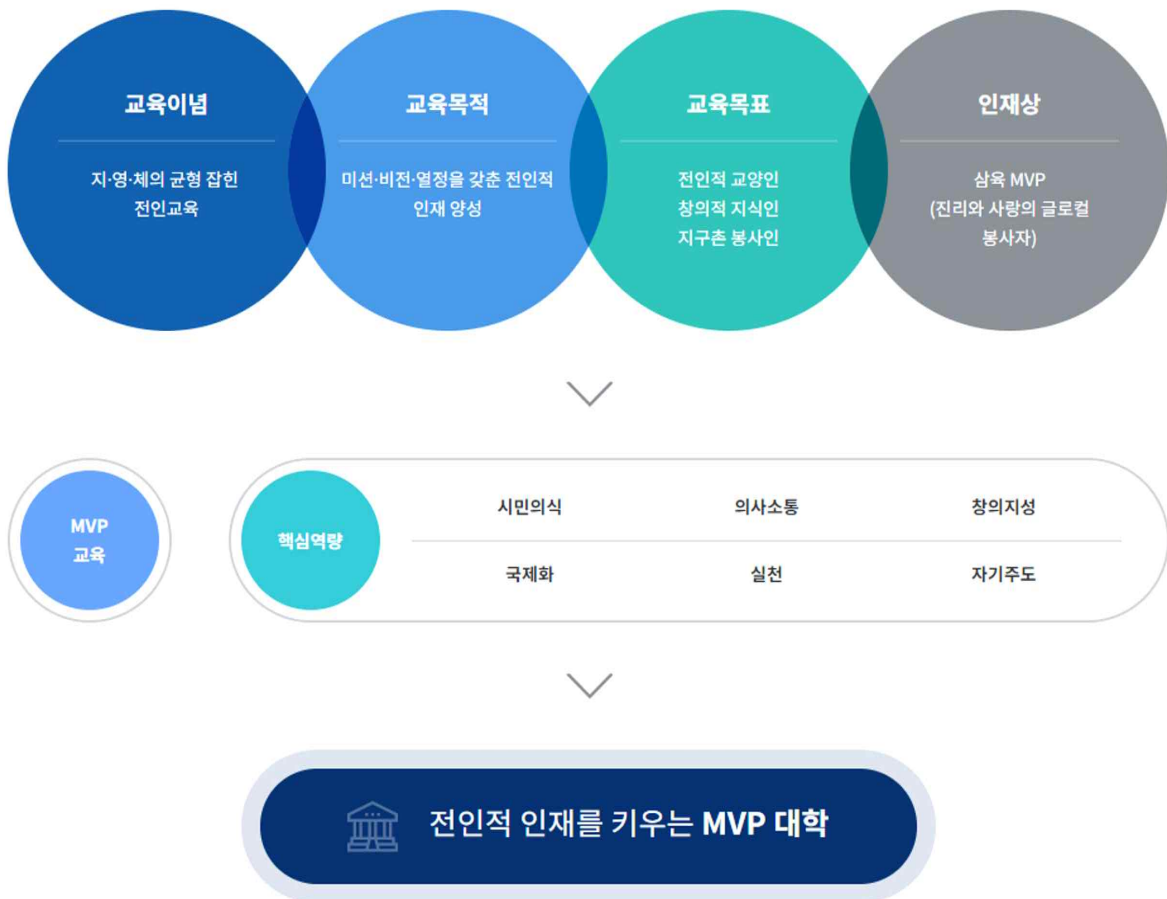 교육이념
지·영·체의 균형 잡힌
전인교육
교육목적
미션·비전·열정을 갖춘 전인적
인재 양성
교육목표
전인적 교양인
창의적 지식인
지구촌 봉사인
인재상
삼육 MVP
(진리와 사랑의 글로컬
봉사자)
MVP
교육
핵심역량
시민의식 의사소통 창의지성
국제화 실천 자기주도
전인적 인재를 키우는 MVP 대학